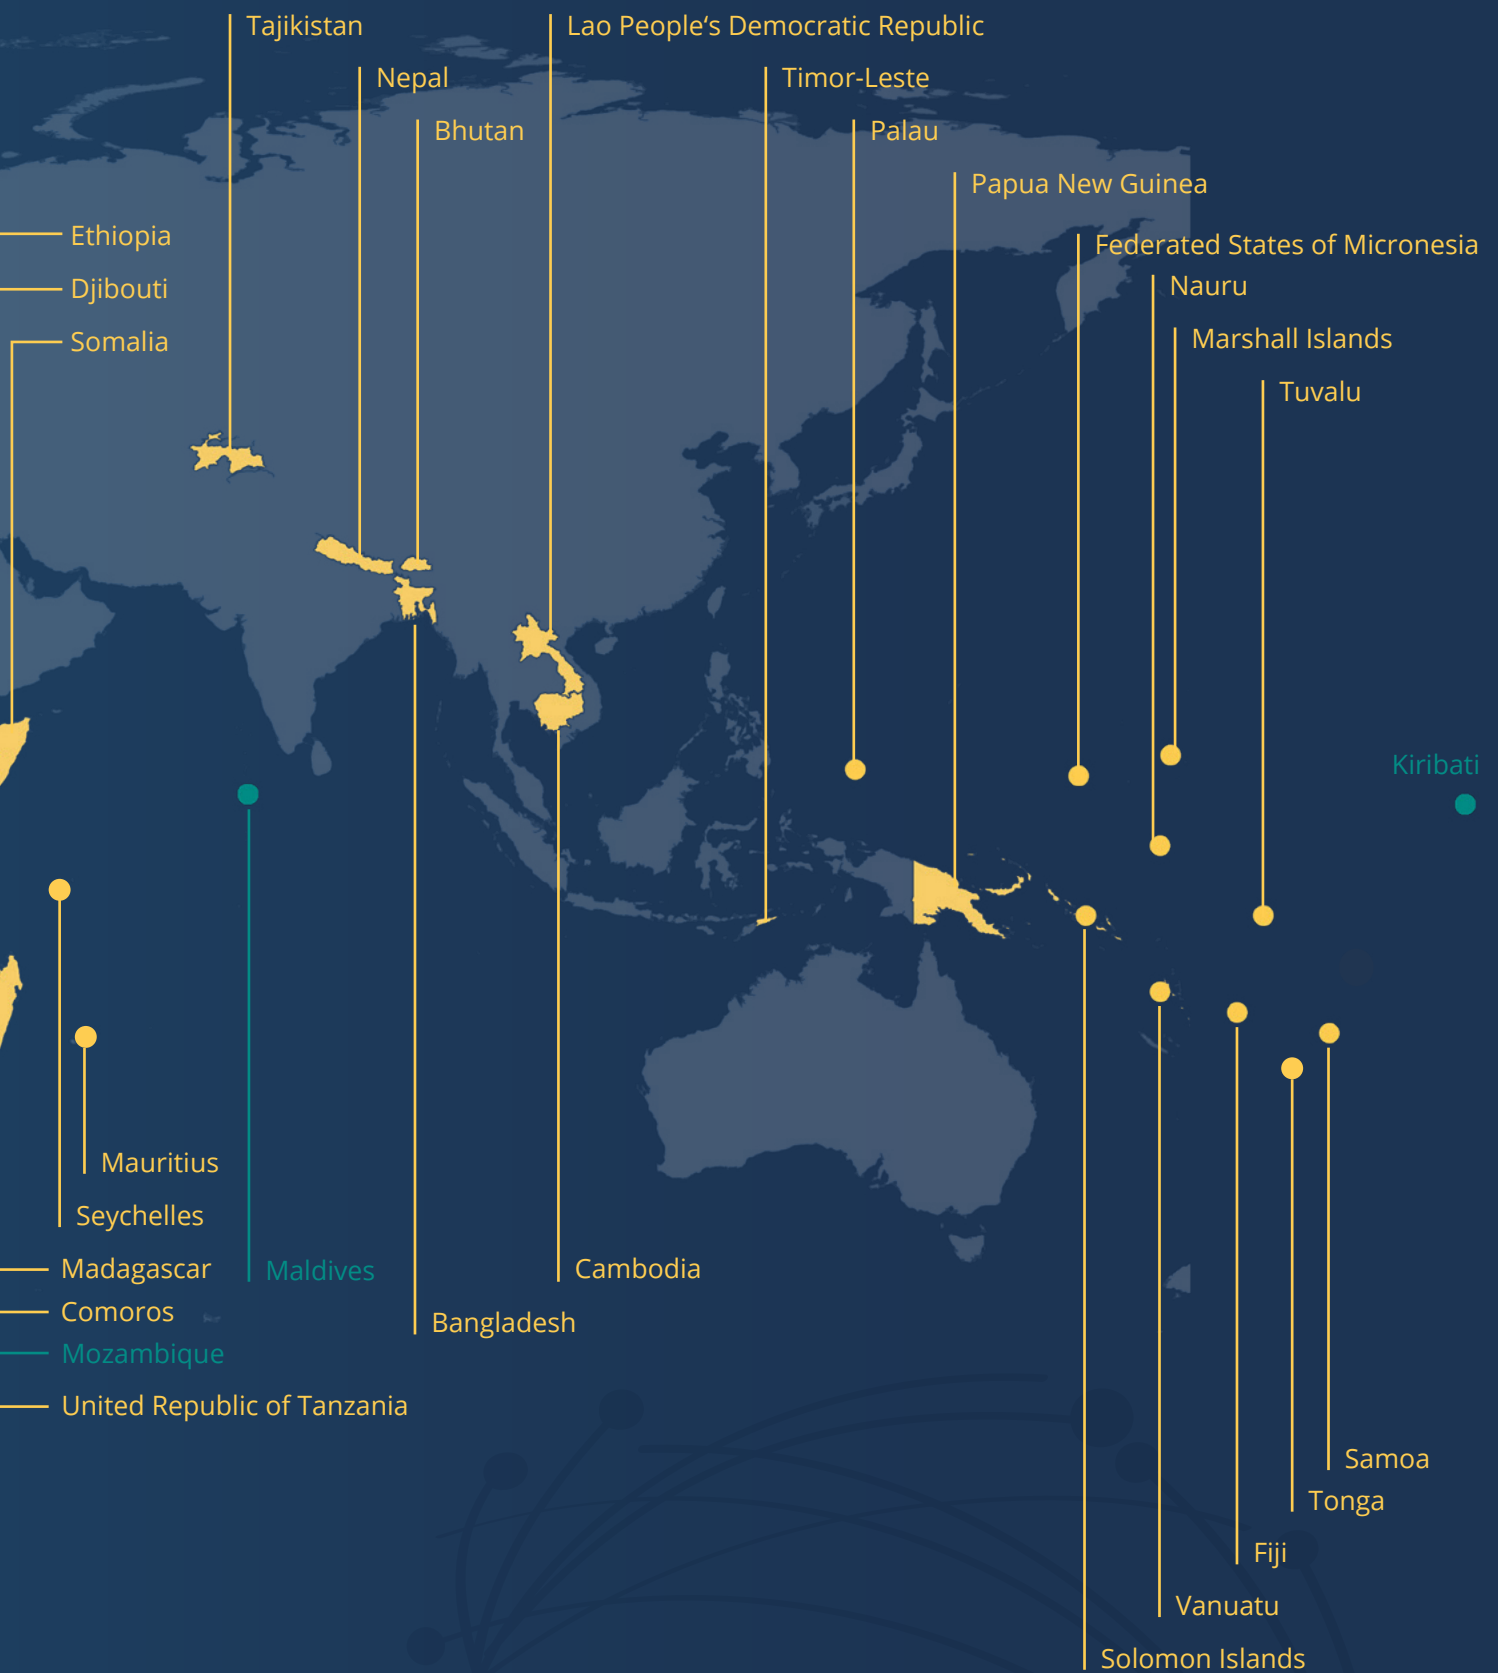 Tajikistan
Lao People‘s Democratic Republic
Nepal
Timor-Leste
Bhutan
Palau
Papua New Guinea
Ethiopia
Federated States of Micronesia
Djibouti
Nauru
Somalia
Marshall Islands
Tuvalu
Kiribati
Mauritius
Seychelles
Madagascar
Maldives
Cambodia
Comoros
Bangladesh
Mozambique
United Republic of Tanzania
Samoa
Tonga
Fiji
Vanuatu
Solomon Islands